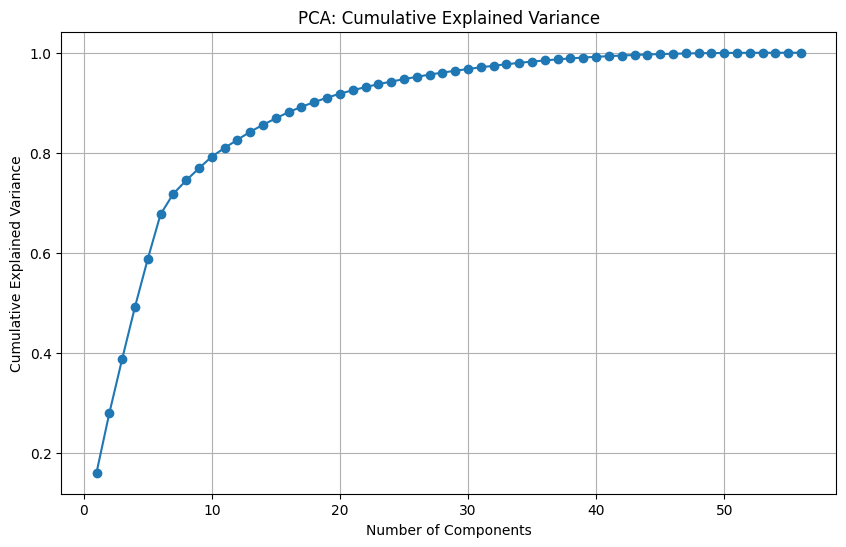 PCA: Cumulative Explained Variance
Cumulative Explained Variance
1.0
0.8
0.6
0.4
0.2
0 10 20 30 40 50
Number of Components